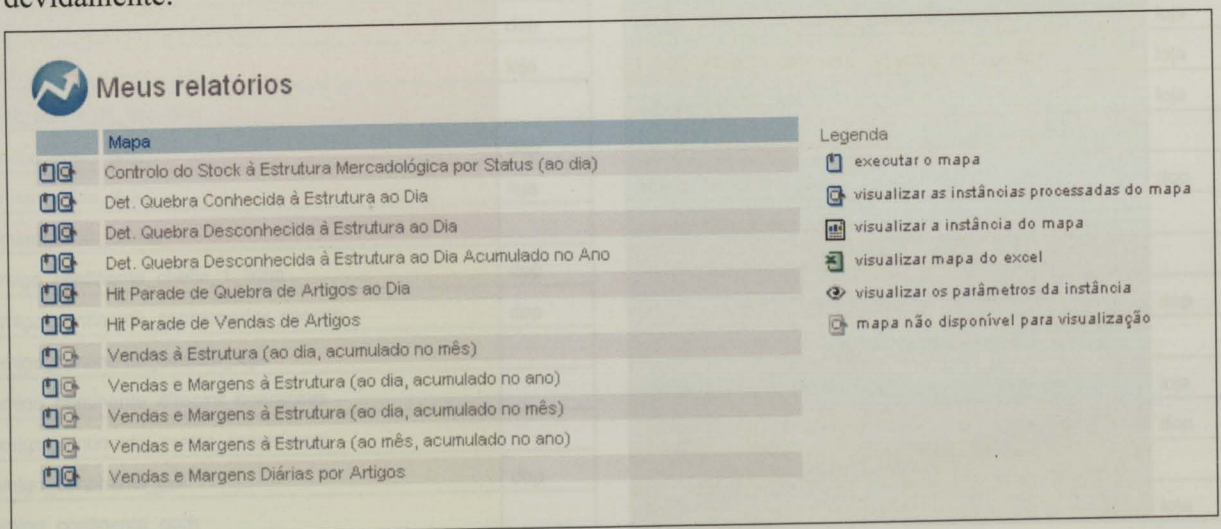 devidamente.
Meus relatórios
Mapa
Controlo do Stock à Estrutura Mercadológica por Status (ao dia)
Det. Quebra Conhecida à Estrutura ao Dia
Det. Quebra Desconhecida à Estrutura ao Dia
Det. Quebra Desconhecida à Estrutura ao Dia Acumulado no Ano
Hit Parade de Quebra de Artigos ao Dia
Hit Parade de Vendas de Artigos
Vendas à Estrutura (ao dia, acumulado no mês)
Vendas e Margens à Estrutura (ao dia, acumulado no ano)
Vendas e Margens à Estrutura (ao dia, acumulado no mês)
Vendas e Margens à Estrutura (ao mês, acumulado no ano)
Vendas e Margens Diárias por Artigos
Legenda
executar o mapa
visualizar as instâncias processadas do mapa
visualizar a instância do mapa
visualizar mapa do excel
visualizar os parâmetros da instância
mapa não disponível para visualização